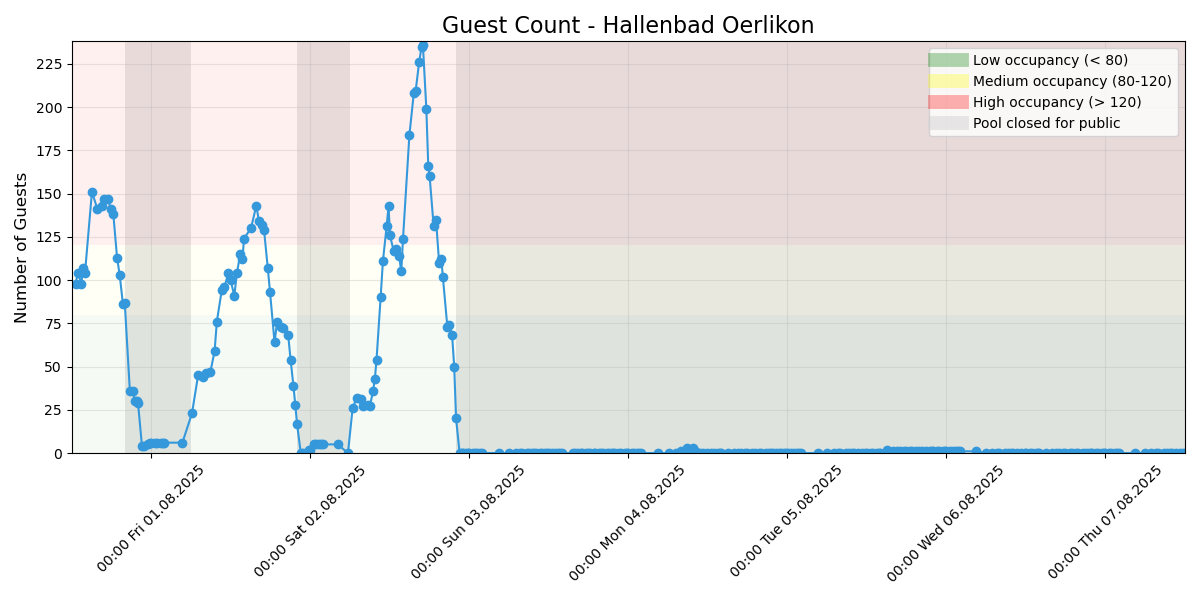 Guest Count - Hallenbad Oerlikon
Number of Guests
225
200
175
150
125
100
75
50
25
0
Low occupancy (< 80)
Medium occupancy (80-120)
High occupancy (> 120)
Pool closed for public
00:00 Fri 01.08.2025
00:00 Sat 02.08.2025
00:00 Sun 03.08.2025
00:00 Mon 04.08.2025
00:00 Tue 05.08.2025
00:00 Wed 06.08.2025
00:00 Thu 07.08.2025